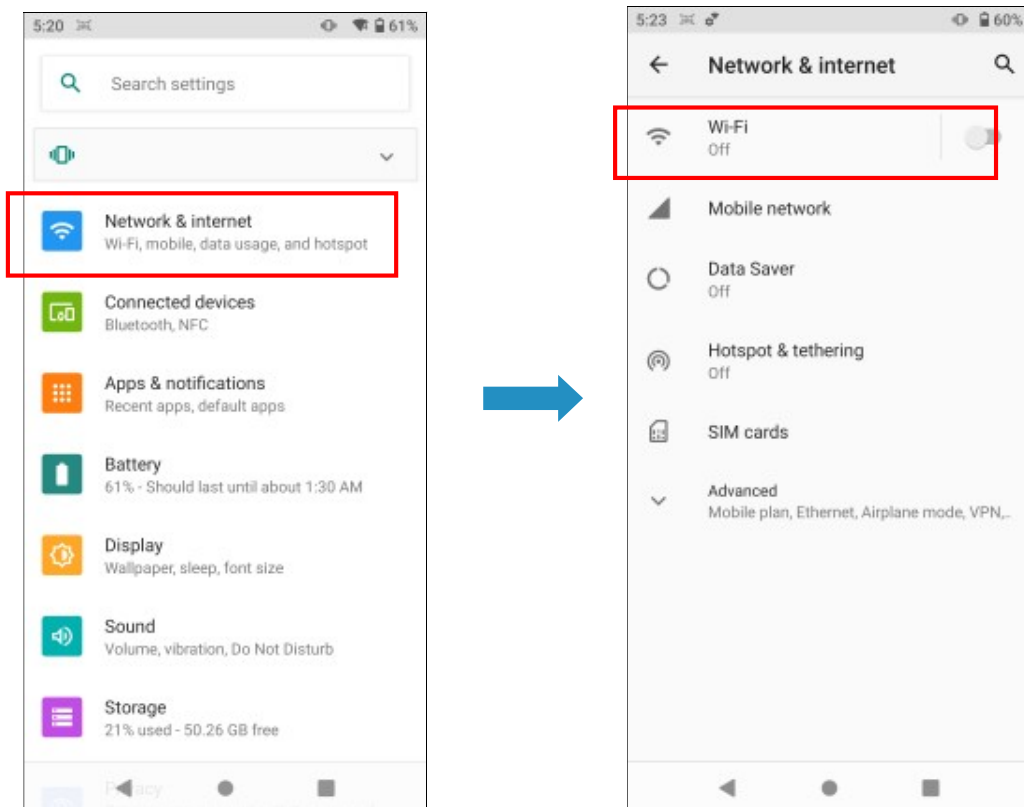 5:20
61%
Search settings
Network & internet
Wi-Fi, mobile, data usage, and hotspot
Connected devices
Bluetooth, NFC
Apps & notifications
Recent apps, default apps
Battery
61% - Should last until about 1:30 AM
Display
Wallpaper, sleep, font size
Sound
Volume, vibration, Do Not Disturb
Storage
21% used - 50.26 GB free
5:23
60%
Network & internet
Wi-Fi
Off
Mobile network
Data Saver
Off
Hotspot & tethering
Off
SIM cards
Advanced
Mobile plan, Ethernet, Airplane mode, VPN,..